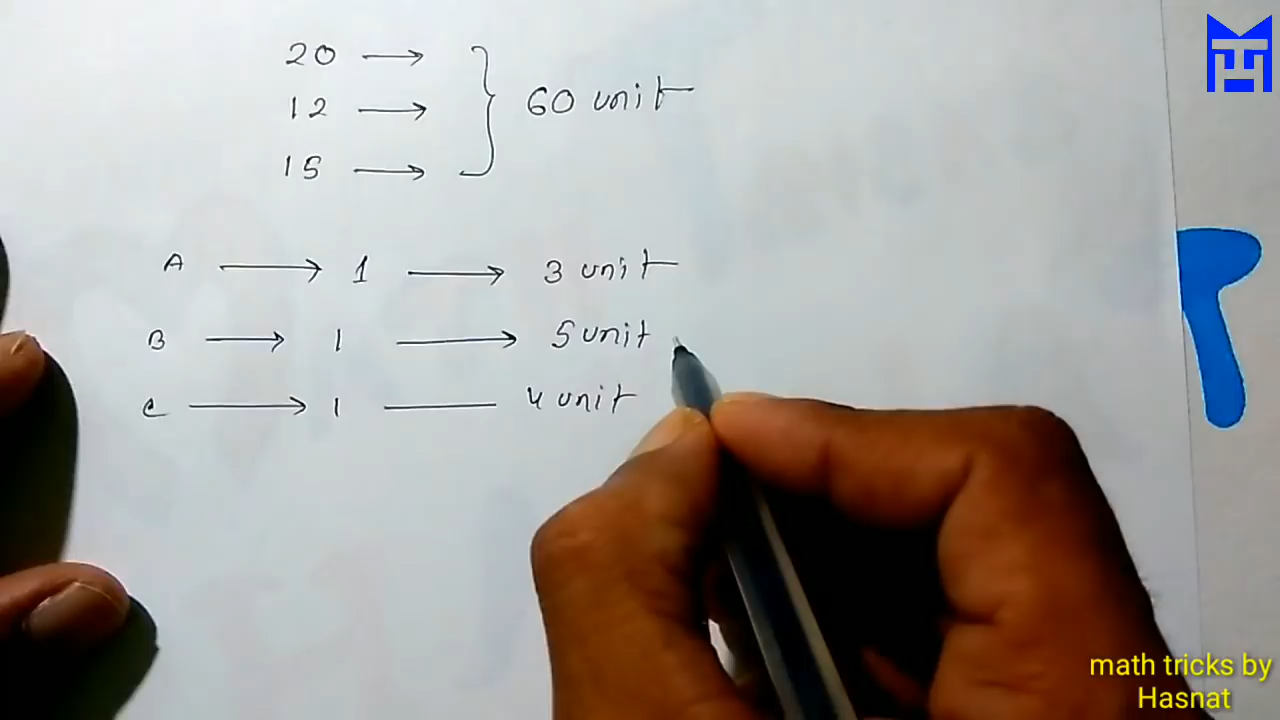 20 →
12 → } 60 unit
15 →
A → 1 → 3 unit
B → 1 → 5 unit
C → 1 — 4 unit
math tricks by
Hasnat